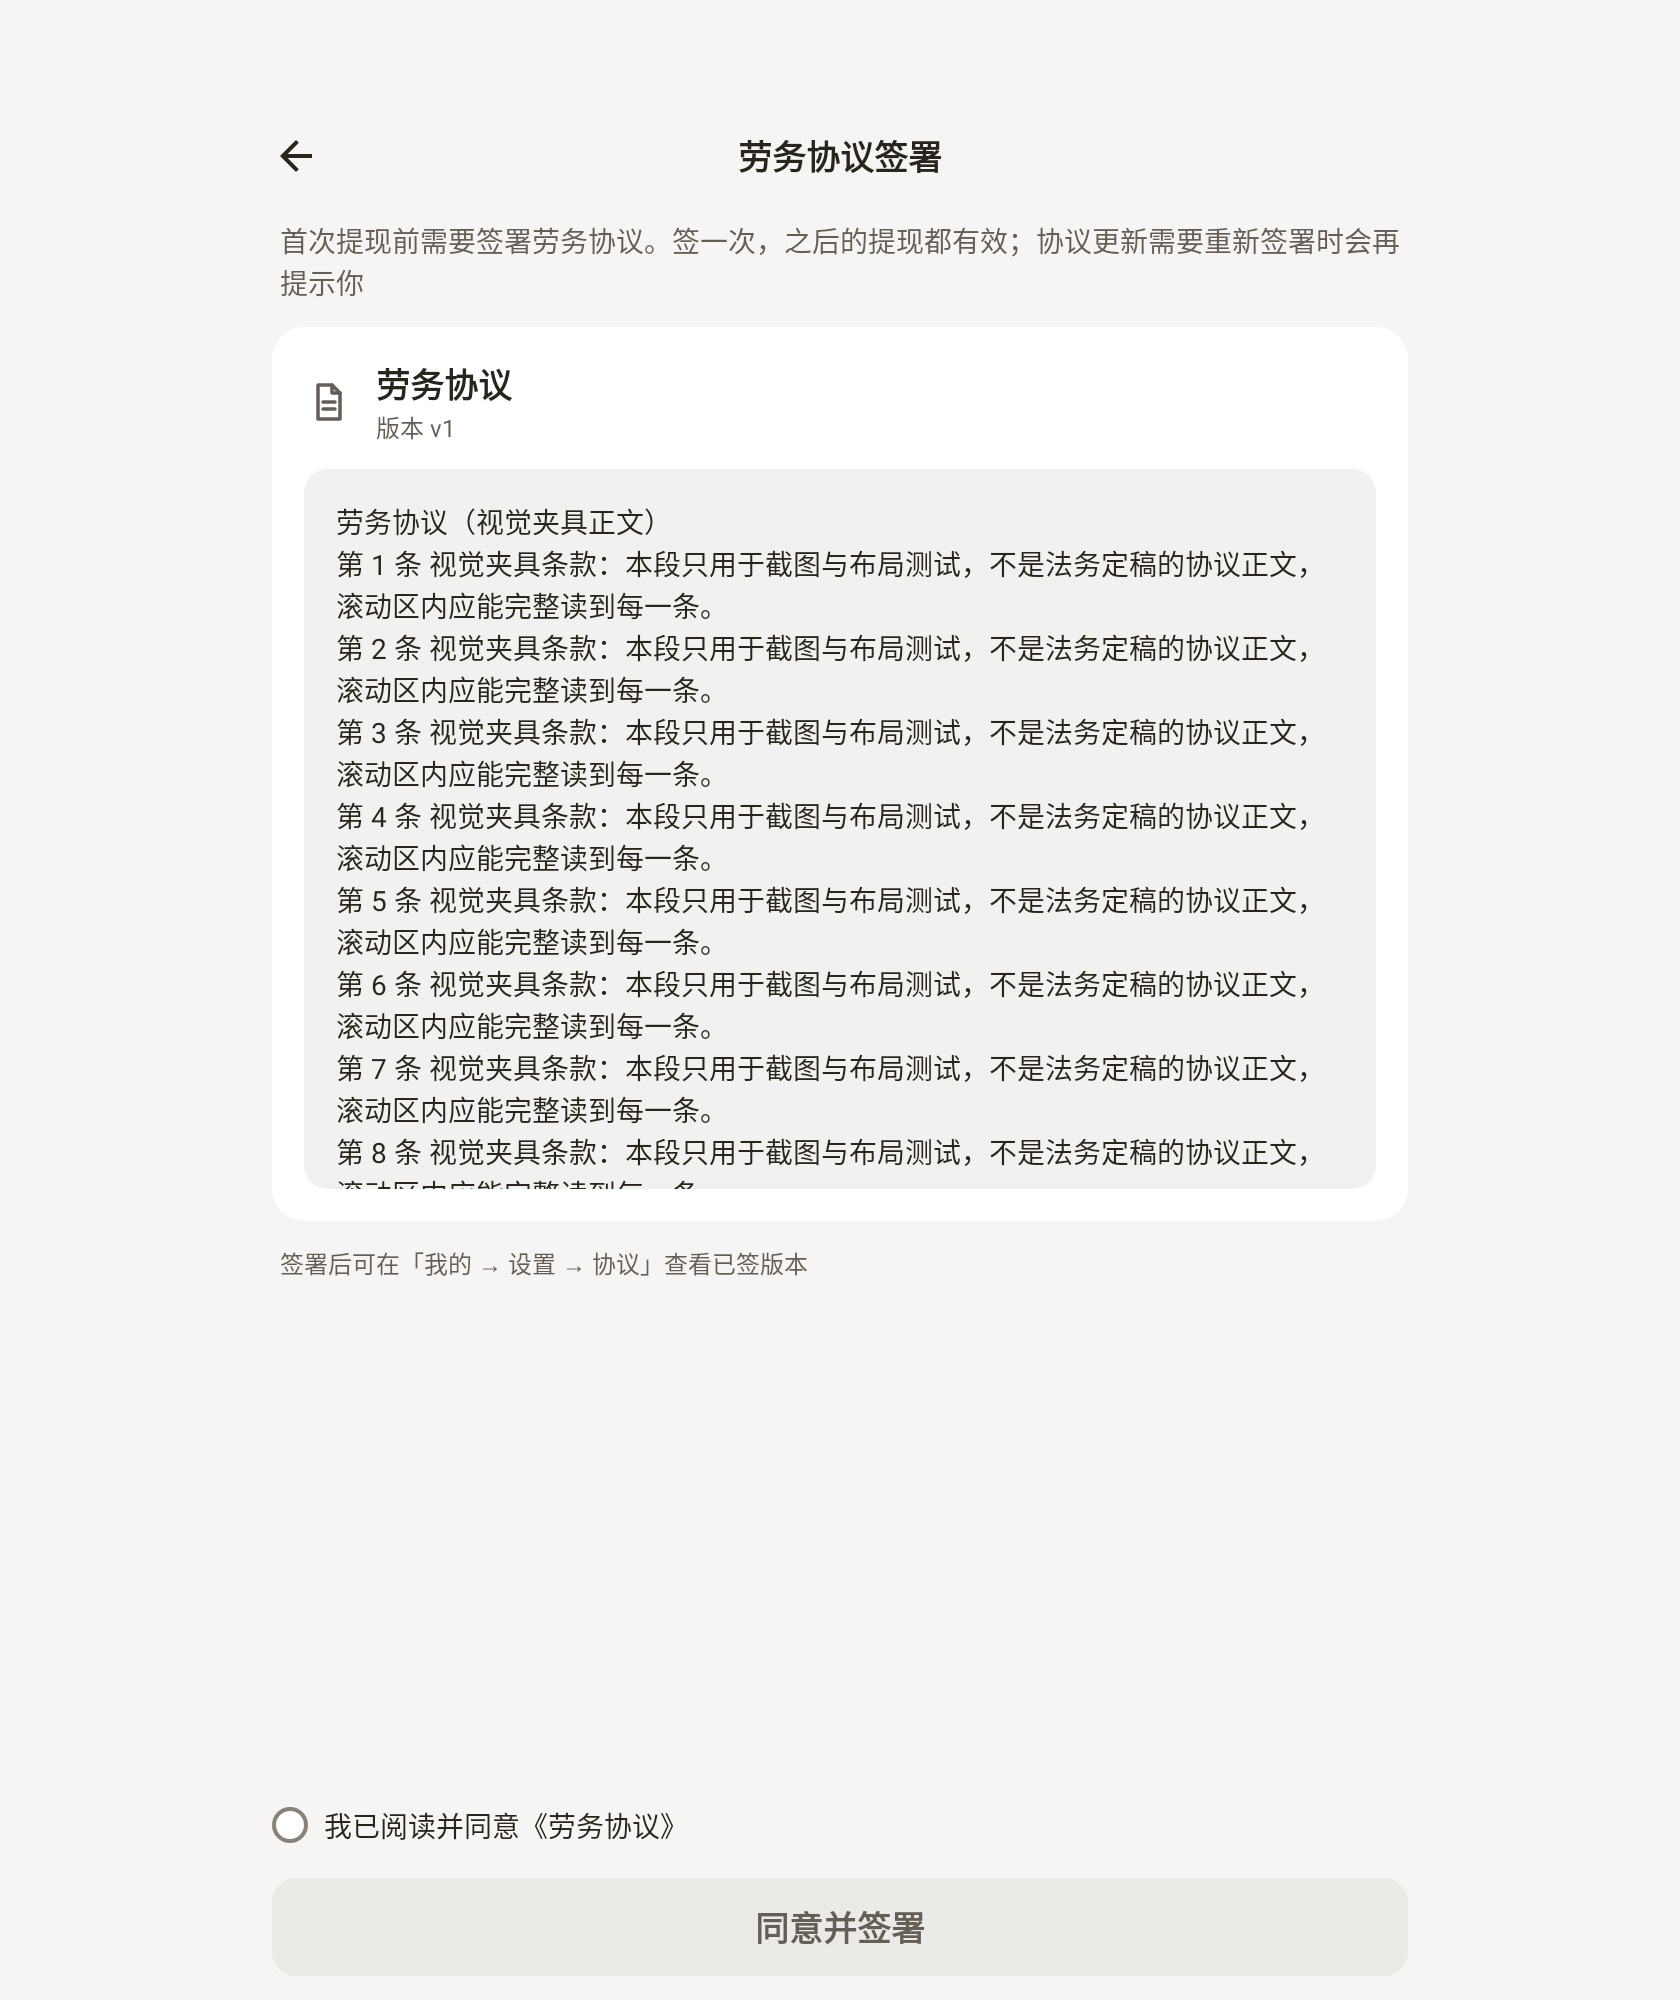 劳务协议签署
首次提现前需要签署劳务协议。签一次，之后的提现都有效；协议更新需要重新签署时会再
提示你
劳务协议
版本 v1
劳务协议（视觉夹具正文）
第 1 条 视觉夹具条款：本段只用于截图与布局测试，不是法务定稿的协议正文，
滚动区内应能完整读到每一条。
第 2 条 视觉夹具条款：本段只用于截图与布局测试，不是法务定稿的协议正文，
滚动区内应能完整读到每一条。
第 3 条 视觉夹具条款：本段只用于截图与布局测试，不是法务定稿的协议正文，
滚动区内应能完整读到每一条。
第 4 条 视觉夹具条款：本段只用于截图与布局测试，不是法务定稿的协议正文，
滚动区内应能完整读到每一条。
第 5 条 视觉夹具条款：本段只用于截图与布局测试，不是法务定稿的协议正文，
滚动区内应能完整读到每一条。
第 6 条 视觉夹具条款：本段只用于截图与布局测试，不是法务定稿的协议正文，
滚动区内应能完整读到每一条。
第 7 条 视觉夹具条款：本段只用于截图与布局测试，不是法务定稿的协议正文，
滚动区内应能完整读到每一条。
第 8 条 视觉夹具条款：本段只用于截图与布局测试，不是法务定稿的协议正文，
签署后可在「我的 → 设置 → 协议」查看已签版本
我已阅读并同意《劳务协议》
同意并签署